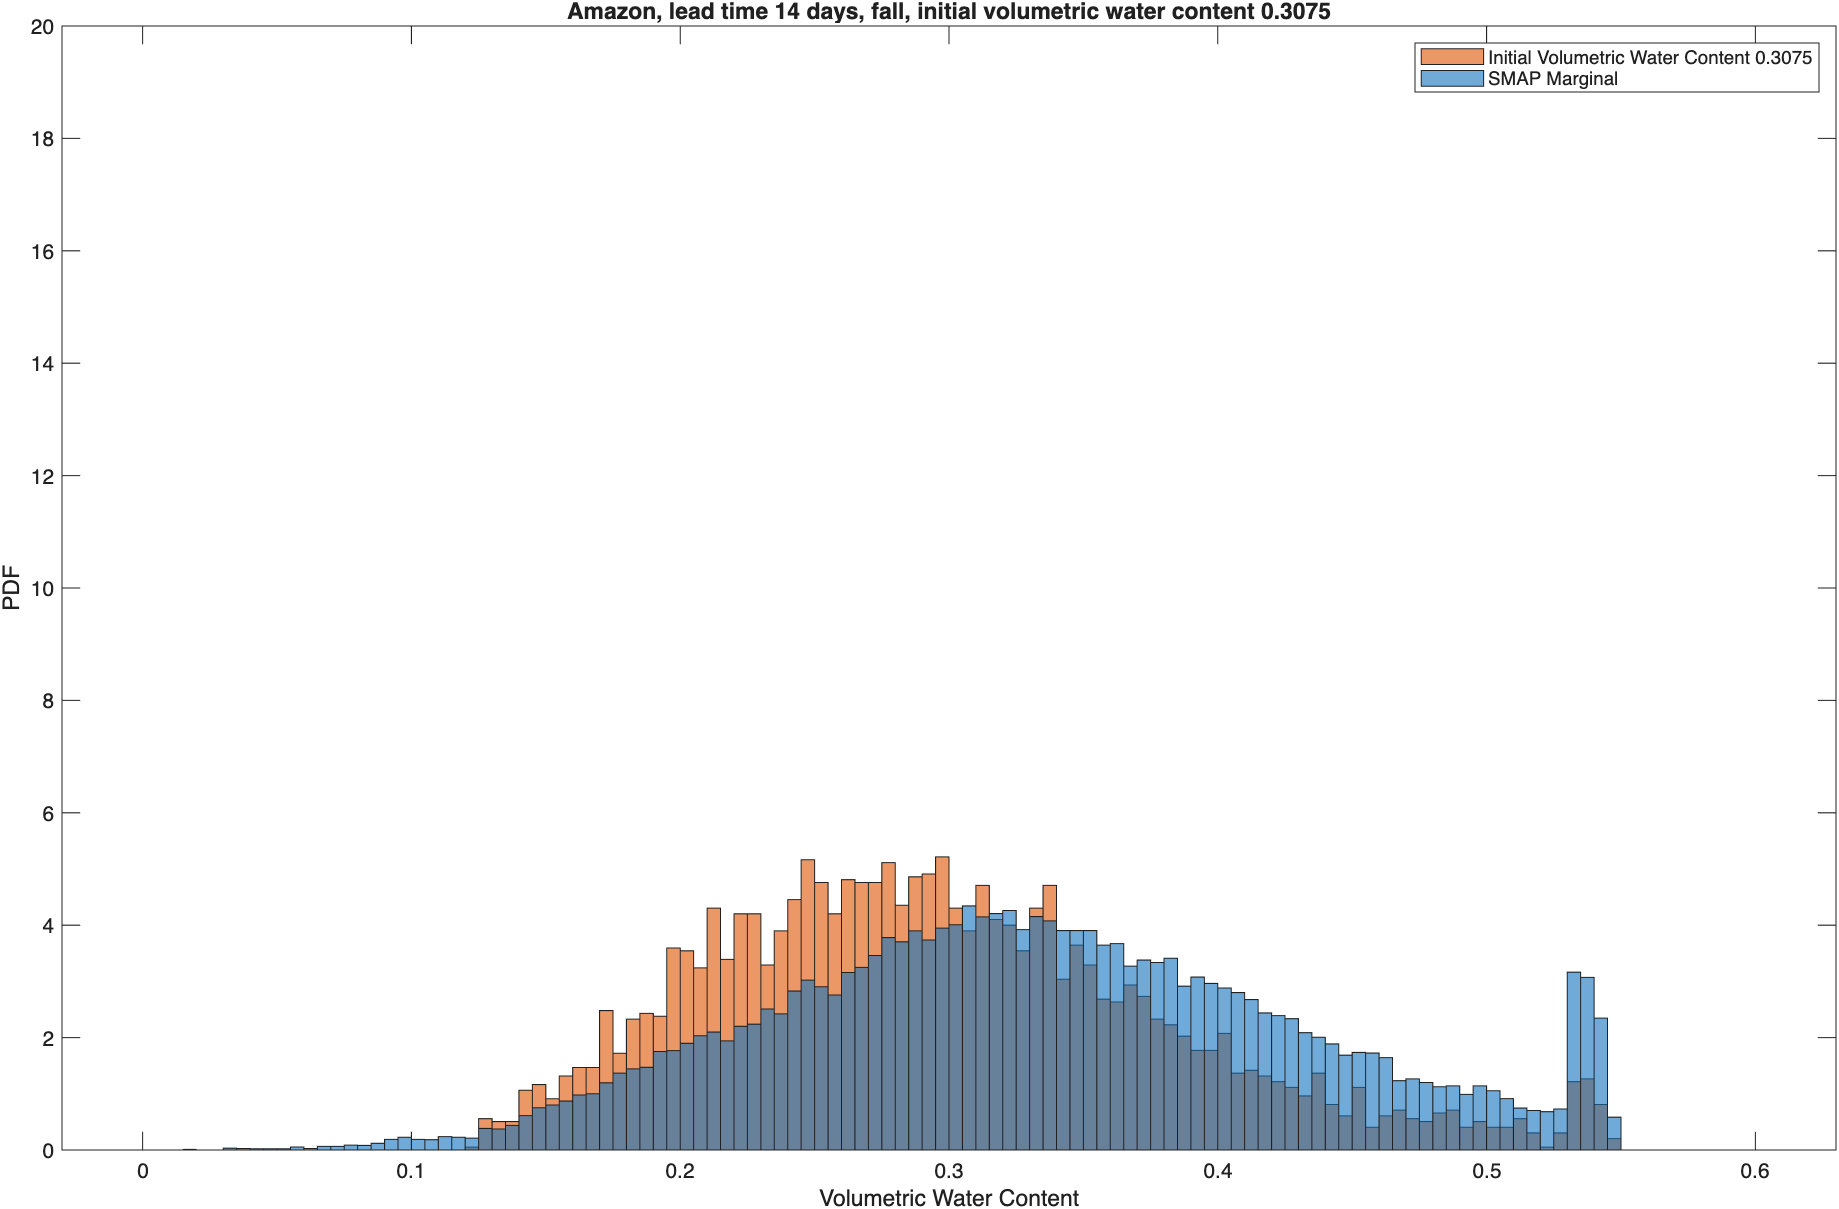 Amazon, lead time 14 days, fall, initial volumetric water content 0.3075
Initial Volumetric Water Content 0.3075
SMAP Marginal
20
18
16
14
12
10
8
6
4
2
0
PDF
0 0.1 0.2 0.3 0.4 0.5 0.6
Volumetric Water Content